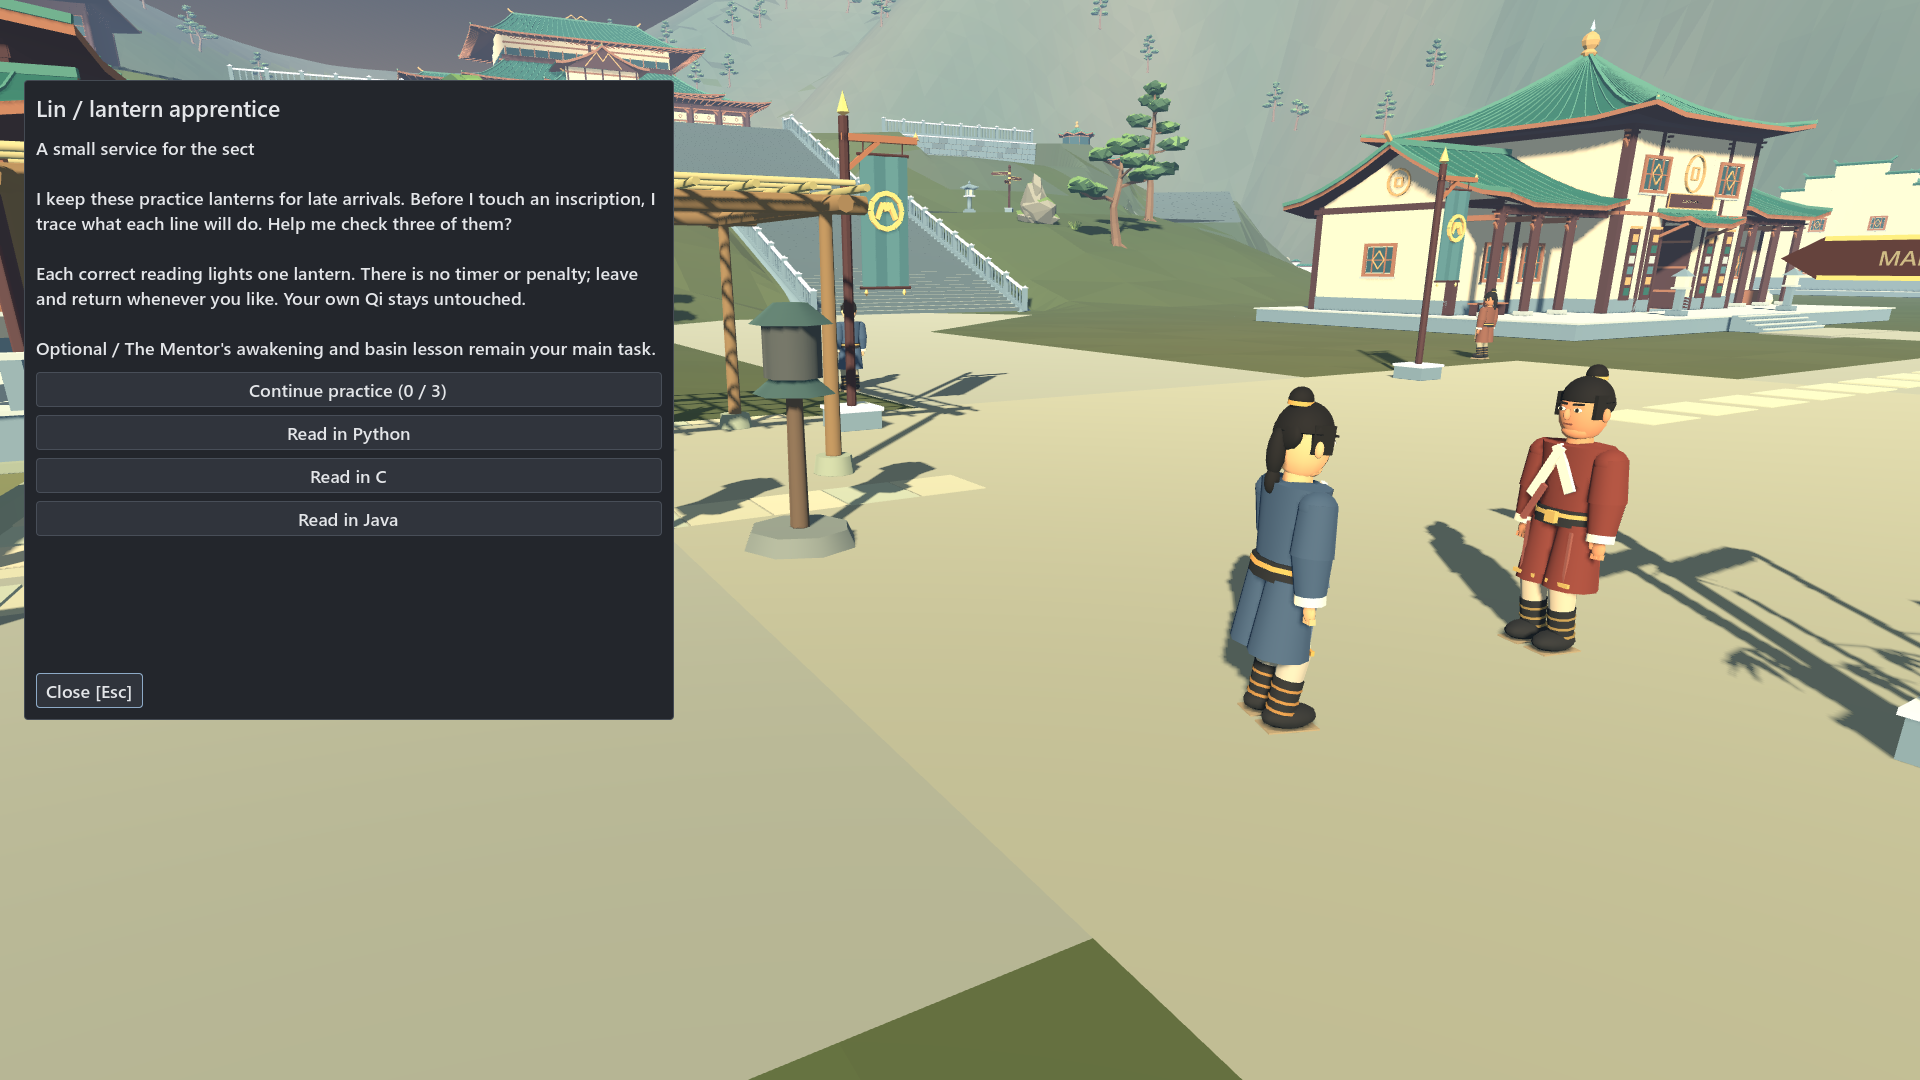 Lin / lantern apprentice
A small service for the sect
I keep these practice lanterns for late arrivals. Before I touch an inscription, I
trace what each line will do. Help me check three of them?
Each correct reading lights one lantern. There is no timer or penalty; leave
and return whenever you like. Your own Qi stays untouched.
Optional / The Mentor's awakening and basin lesson remain your main task.
Continue practice (0 / 3)
Read in Python
Read in C
Read in Java
Close [Esc]